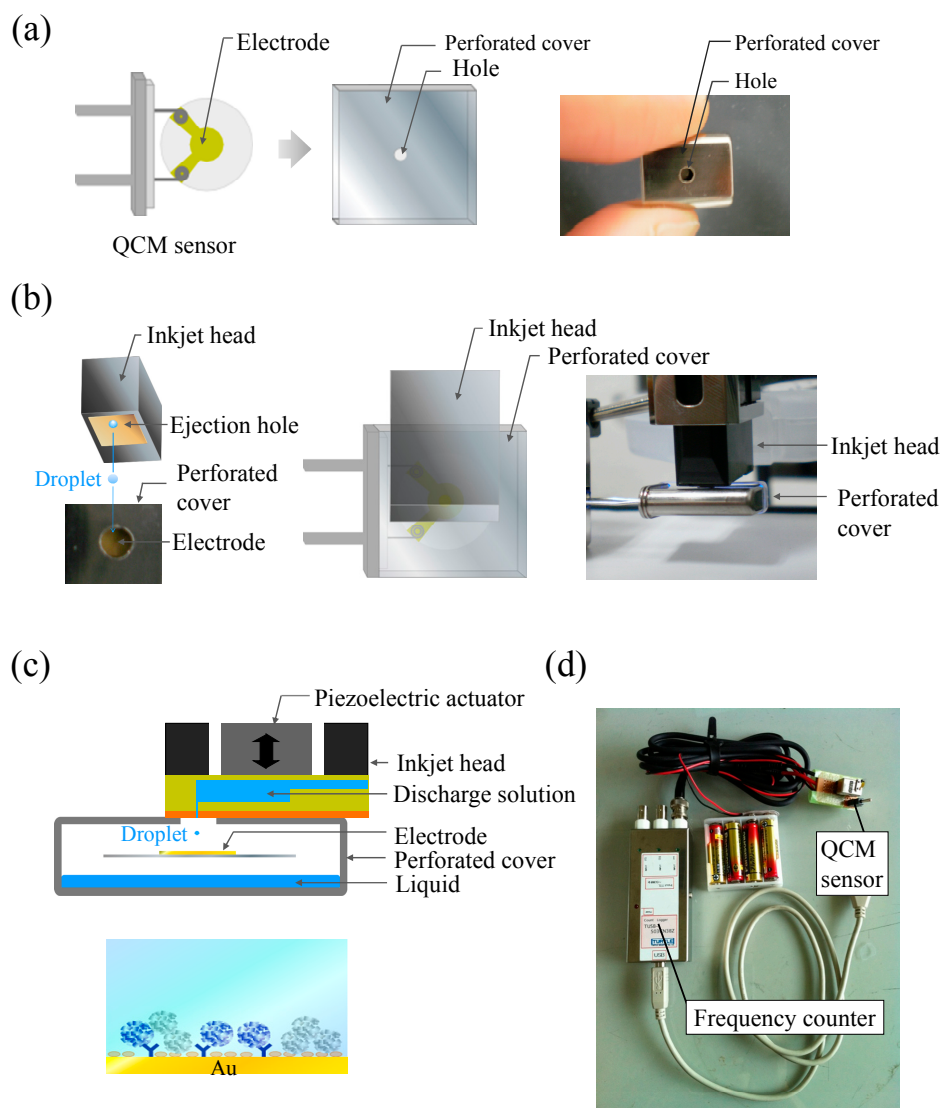 (a)
Electrode
Perforated cover
Hole
Perforated cover
Hole
QCM sensor
(b)
Inkjet head
Ejection hole
Droplet
Perforated
cover
Electrode
Inkjet head
Perforated cover
Inkjet head
Perforated
cover
(c)
Piezoelectric actuator
Inkjet head
Discharge solution
Droplet
Electrode
Perforated cover
Liquid
Au
(d)
QCM
sensor
USB
Frequency counter